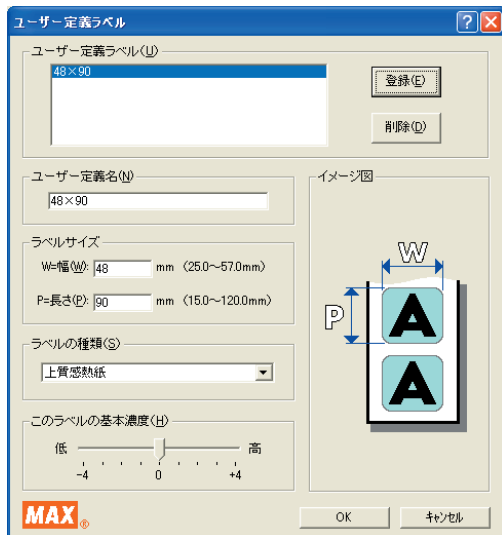 ユーザー定義ラベル
ユーザー定義ラベル(U)
48×90
登録(E)
削除(D)
ユーザー定義名(N)
48×90
イメージ図
ラベルサイズ
W=幅(W): 48 mm (25.0～57.0mm)
P=長さ(P): 90 mm (15.0～120.0mm)
W
P
A
A
ラベルの種類(S)
上質感熱紙
このラベルの基本濃度(H)
低 高
-4 0 +4
MAX®
OK キャンセル